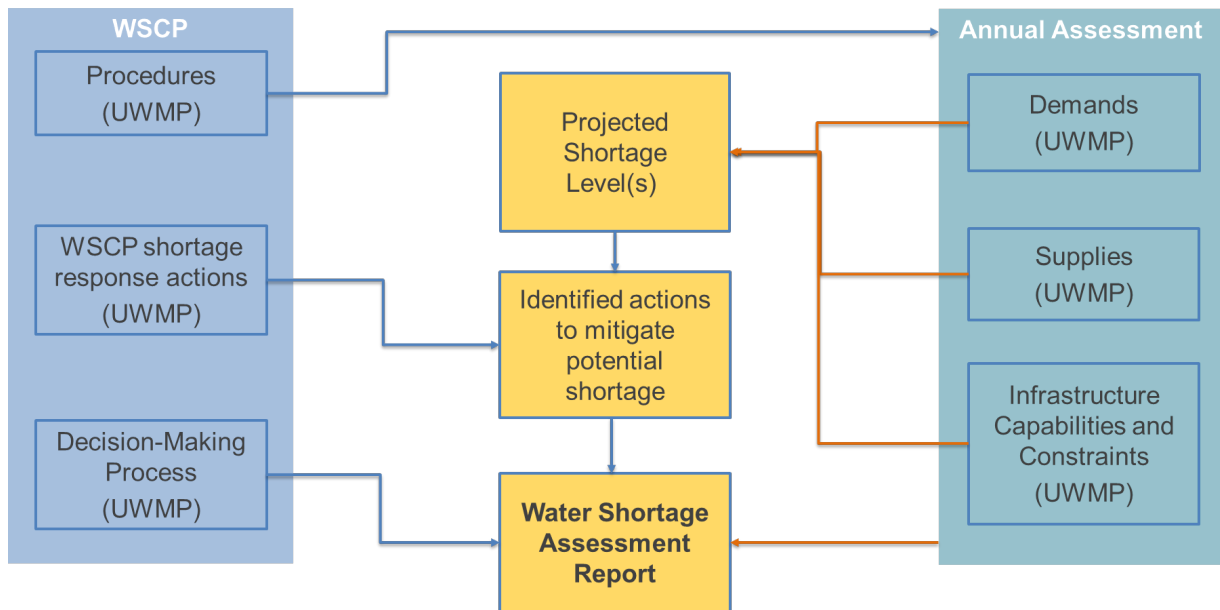 WSCP
Procedures
(UWMP)
WSCP shortage
response actions
(UWMP)
Decision-Making
Process
(UWMP)
Projected
Shortage
Level(s)
Identified actions
to mitigate
potential
shortage
Water Shortage
Assessment
Report
Annual Assessment
Demands
(UWMP)
Supplies
(UWMP)
Infrastructure
Capabilities and
Constraints
(UWMP)